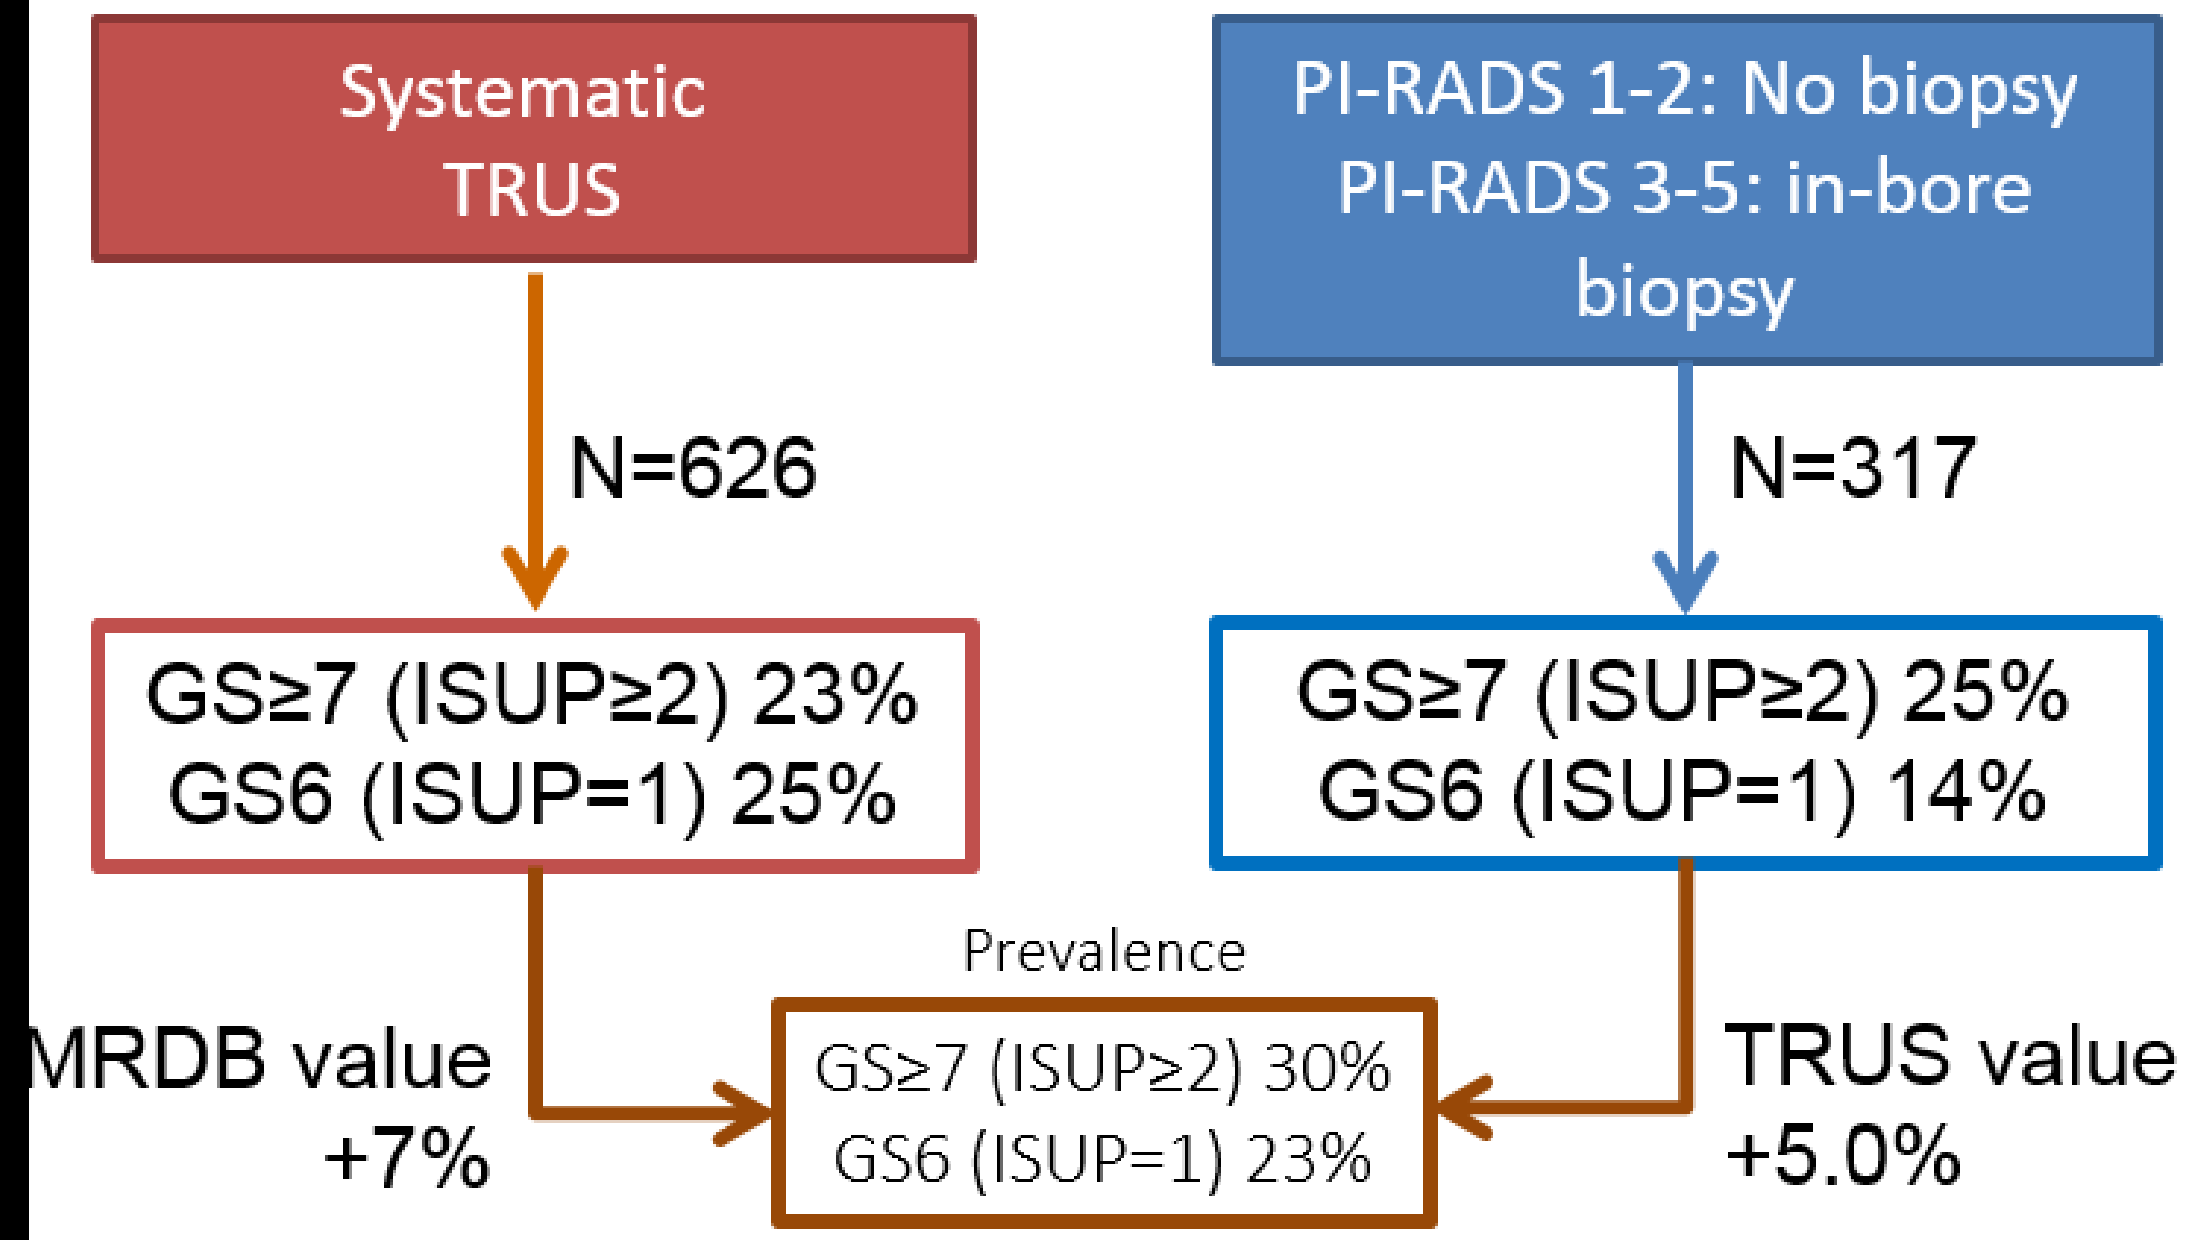 Systematic
TRUS
PI-RADS 1-2: No biopsy
PI-RADS 3-5: in-bore
biopsy
N=626
N=317
GS≥7 (ISUP≥2) 23%
GS6 (ISUP=1) 25%
GS≥7 (ISUP≥2) 25%
GS6 (ISUP=1) 14%
Prevalence
MRDB value
+7%
GS≥7 (ISUP≥2) 30%
GS6 (ISUP=1) 23%
TRUS value
+5.0%